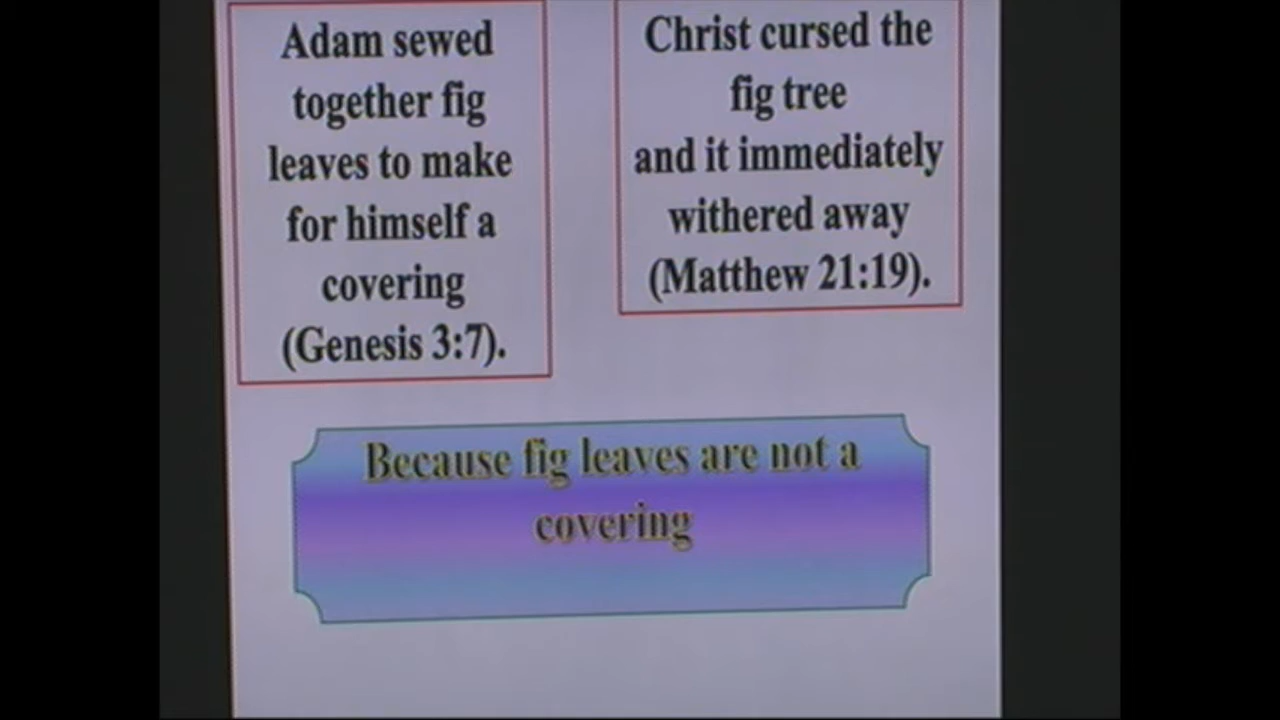 Adam sewed
together fig
leaves to make
for himself a
covering
(Genesis 3:7).
Christ cursed the
fig tree
and it immediately
withered away
(Matthew 21:19).
Because fig leaves are not a
covering